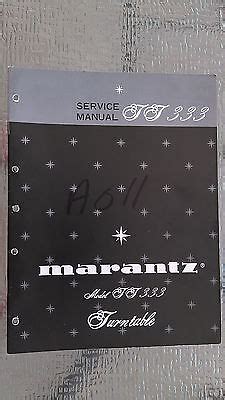 SERVICE
MANUAL TT 333
A011
marantz®
Model TT 333
Turntable